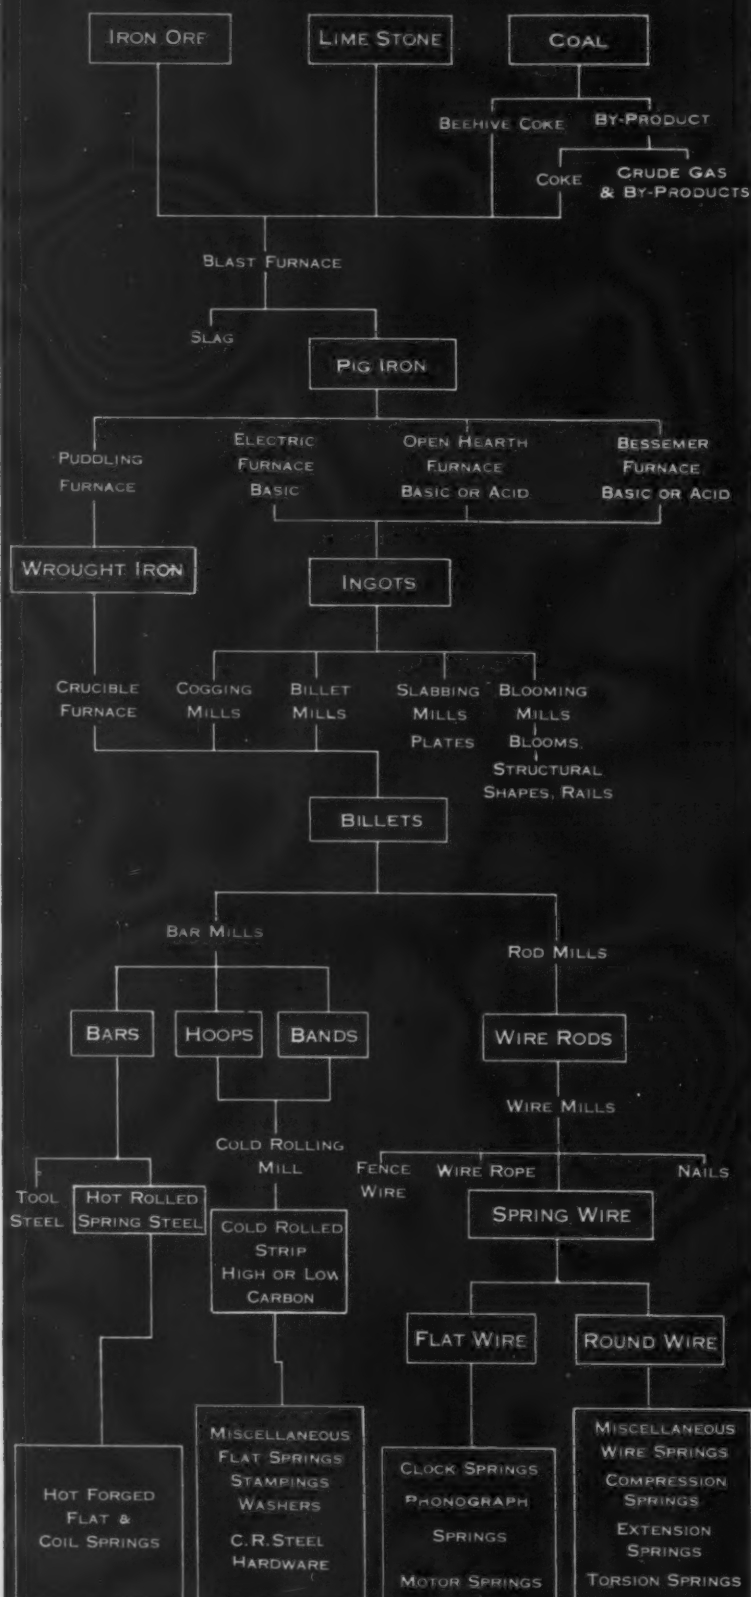 IRON ORE
LIME STONE
COAL
BEEHIVE COKE
BY-PRODUCT
COKE
CRUDE GAS
& BY-PRODUCTS
BLAST FURNACE
SLAG
PIG IRON
PUDDLING
FURNACE
ELECTRIC
FURNACE
BASIC
OPEN HEARTH
FURNACE
BASIC OR ACID
BESSEMER
FURNACE
BASIC OR ACID
WROUGHT IRON
INGOTS
CRUCIBLE
FURNACE
COGGING
MILLS
BILLET
MILLS
SLABBING
MILLS
PLATES
BLOOMING
MILLS
BLOOMS,
STRUCTURAL
SHAPES, RAILS
BILLETS
BAR MILLS
ROD MILLS
BARS
HOOPS
BANDS
WIRE RODS
WIRE MILLS
COLD ROLLING
MILL
FENCE
WIRE
WIRE ROPE
NAILS
TOOL
STEEL
HOT ROLLED
SPRING STEEL
SPRING WIRE
COLD ROLLED
STRIP
HIGH OR LOW
CARBON
FLAT WIRE
ROUND WIRE
HOT FORGED
FLAT &
COIL SPRINGS
MISCELLANEOUS
FLAT SPRINGS
STAMPINGS
WASHERS
C.R. STEEL
HARDWARE
CLOCK SPRINGS
PHONOGRAPH
SPRINGS
MOTOR SPRINGS
MISCELLANEOUS
WIRE SPRINGS
COMPRESSION
SPRINGS
EXTENSION
SPRINGS
TORSION SPRINGS